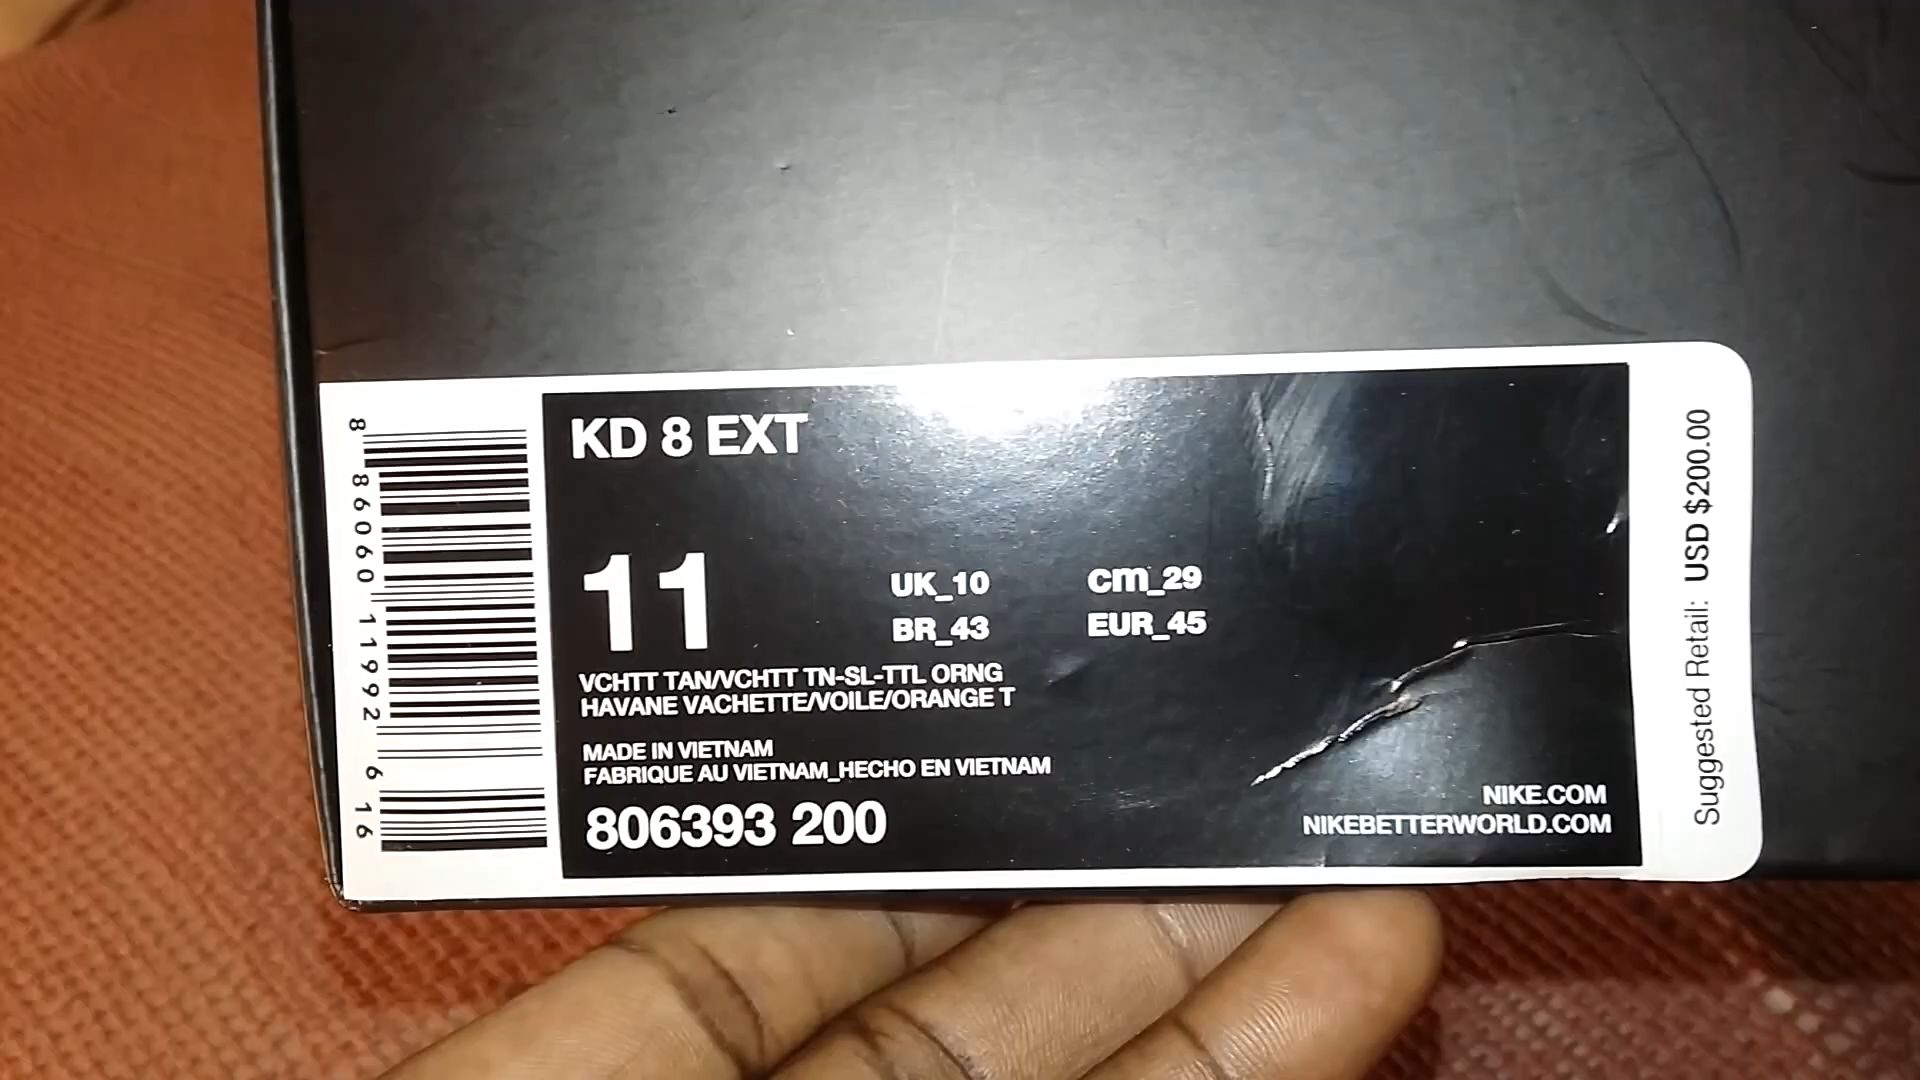 KD 8 EXT
11
UK_10 cm_29
BR_43 EUR_45
VCHTT TAN/VCHTT TN-SL-TTL ORNG
HAVANE VACHETTE/VOILE/ORANGE T
MADE IN VIETNAM
FABRIQUE AU VIETNAM_HECHO EN VIETNAM
806393 200
NIKE.COM
NIKEBETTERWORLD.COM
8 86060 11992 6 16
Suggested Retail: USD $200.00